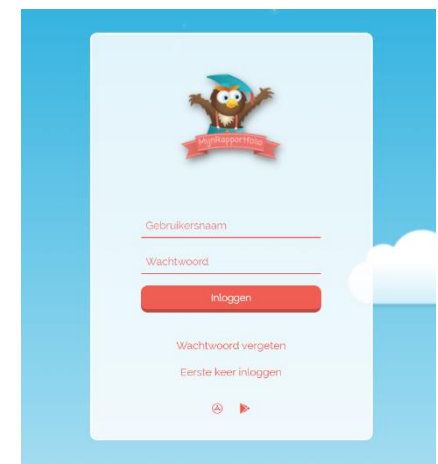 MijnRapportfolio
Gebruikersnaam
Wachtwoord
Inloggen
Wachtwoord vergeten
Eerste keer inloggen